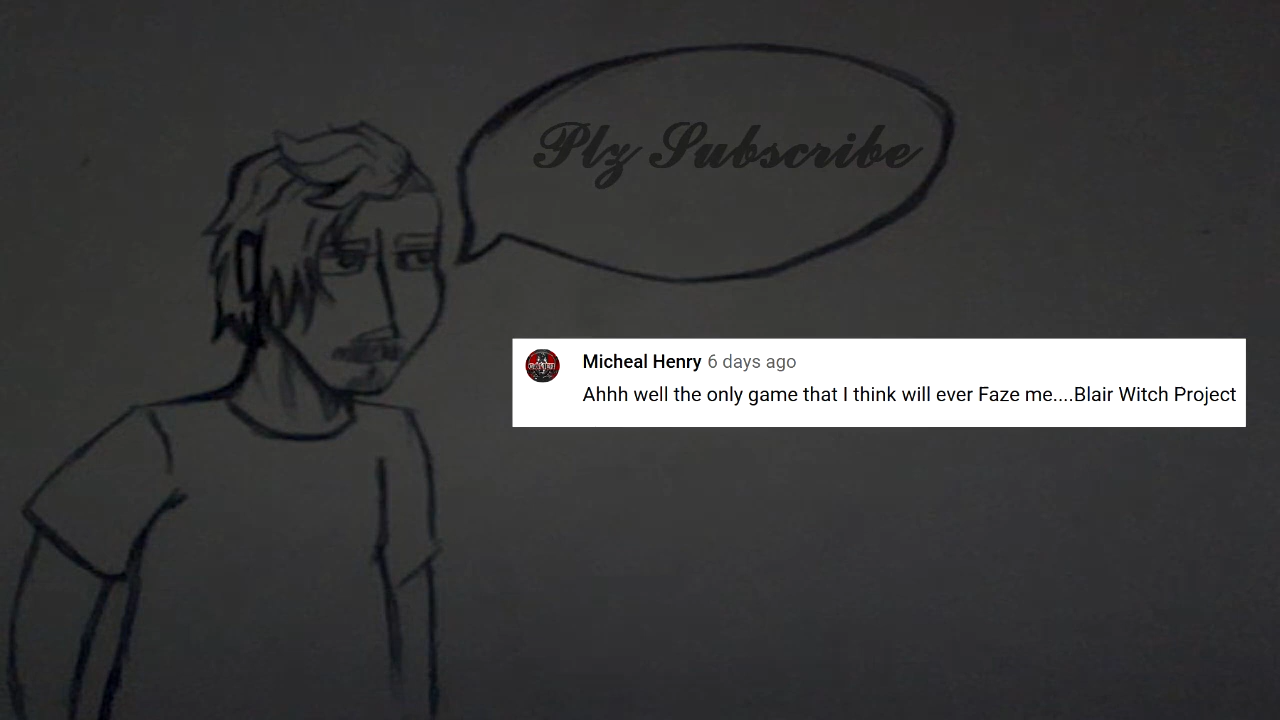 Plz Subscribe
Micheal Henry 6 days ago
Ahhh well the only game that I think will ever Faze me....Blair Witch Project